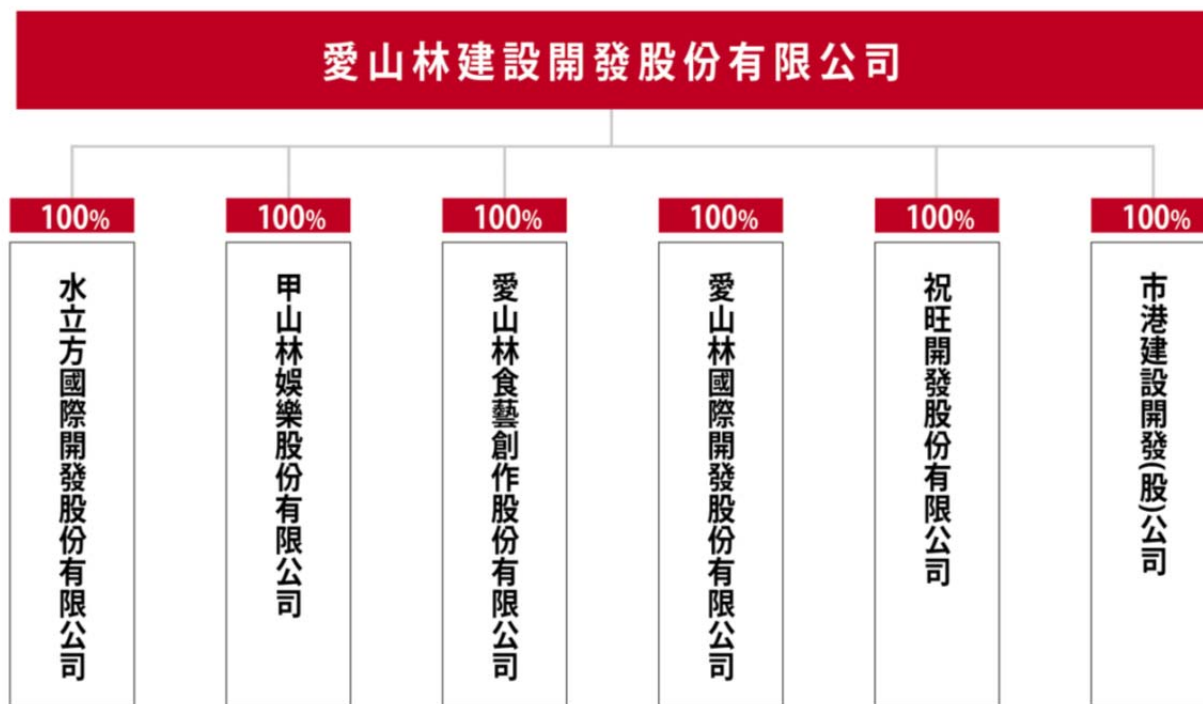 愛山林建設開發股份有限公司
100%
100%
100%
100%
100%
100%
水立方國際開發股份有限公司
甲山林娛樂股份有限公司
愛山林食藝創作股份有限公司
愛山林國際開發股份有限公司
祝旺開發股份有限公司
市港建設開發(股)公司